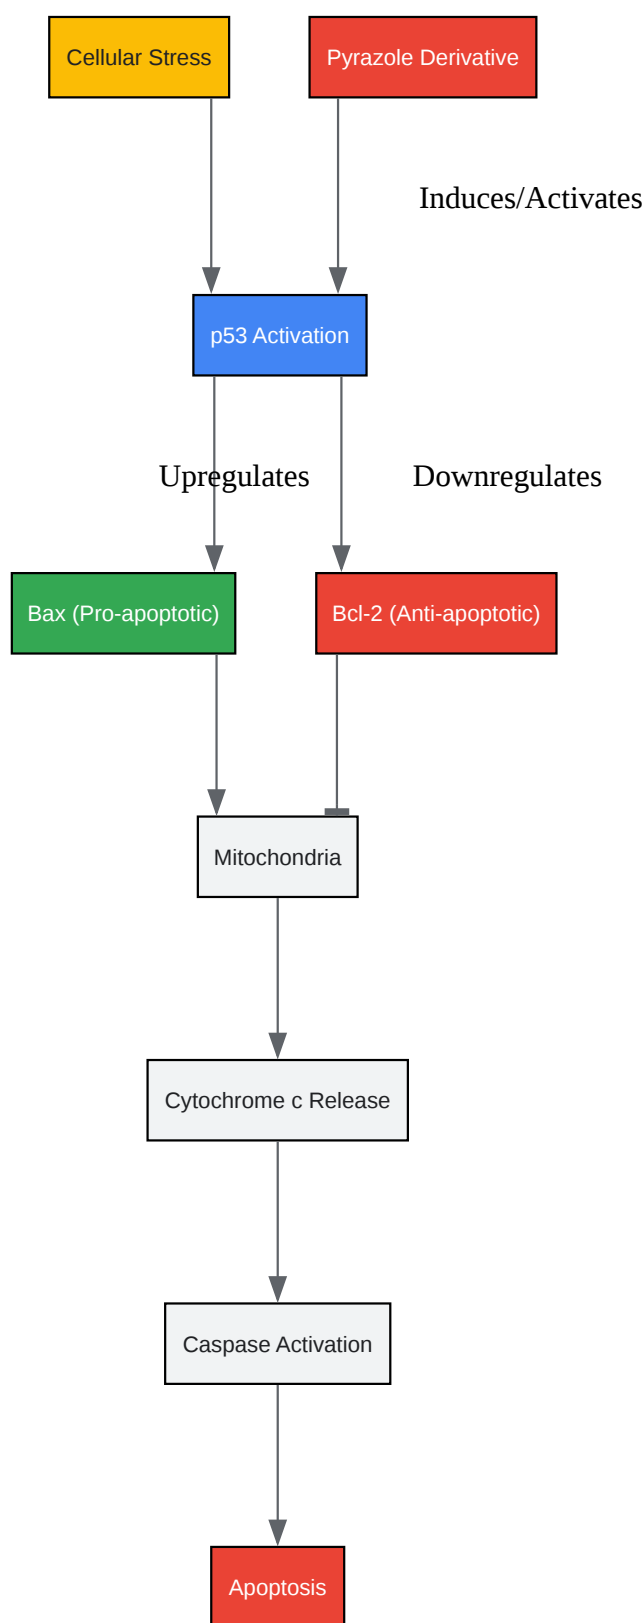 Cellular Stress
Pyrazole Derivative
Induces/Activates
p53 Activation
Upregulates
Downregulates
Bax (Pro-apoptotic)
Bcl-2 (Anti-apoptotic)
Mitochondria
Cytochrome c Release
Caspase Activation
Apoptosis